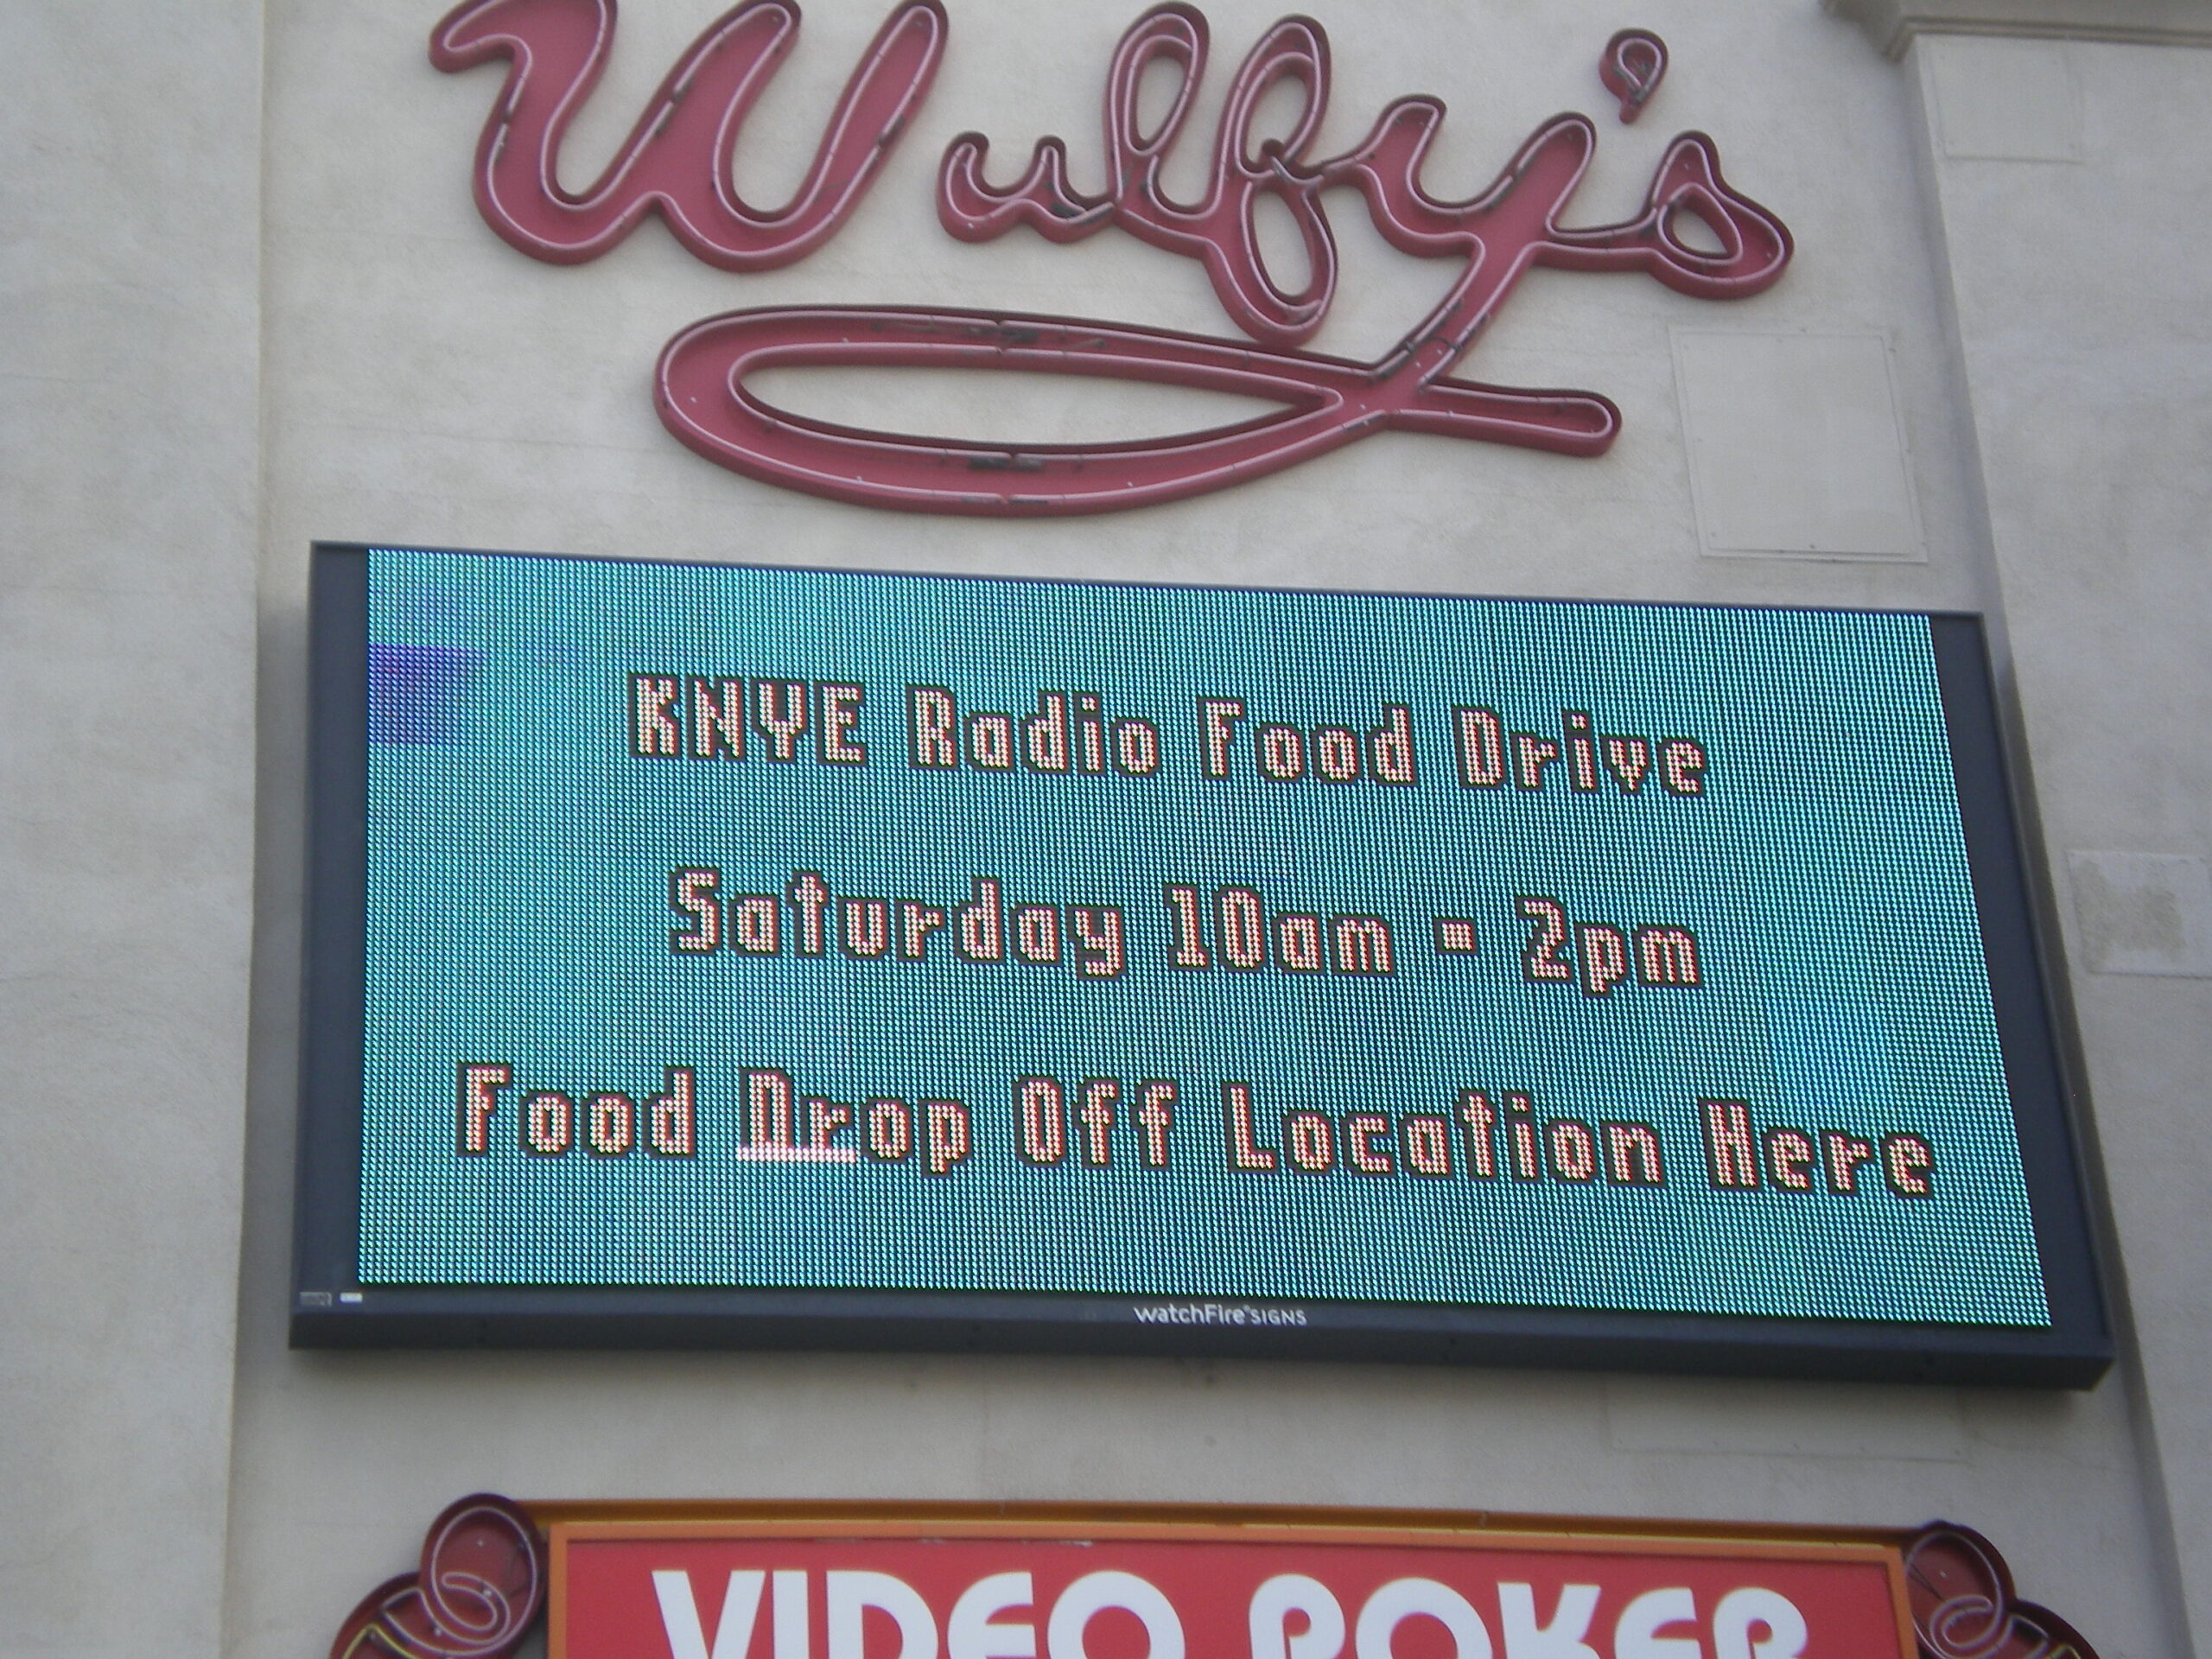 Wulfy's
KNYE Radio Food Drive
Saturday 10am - 2pm
Food Drop Off Location Here
watchFire SIGNS
VIDEO POKER